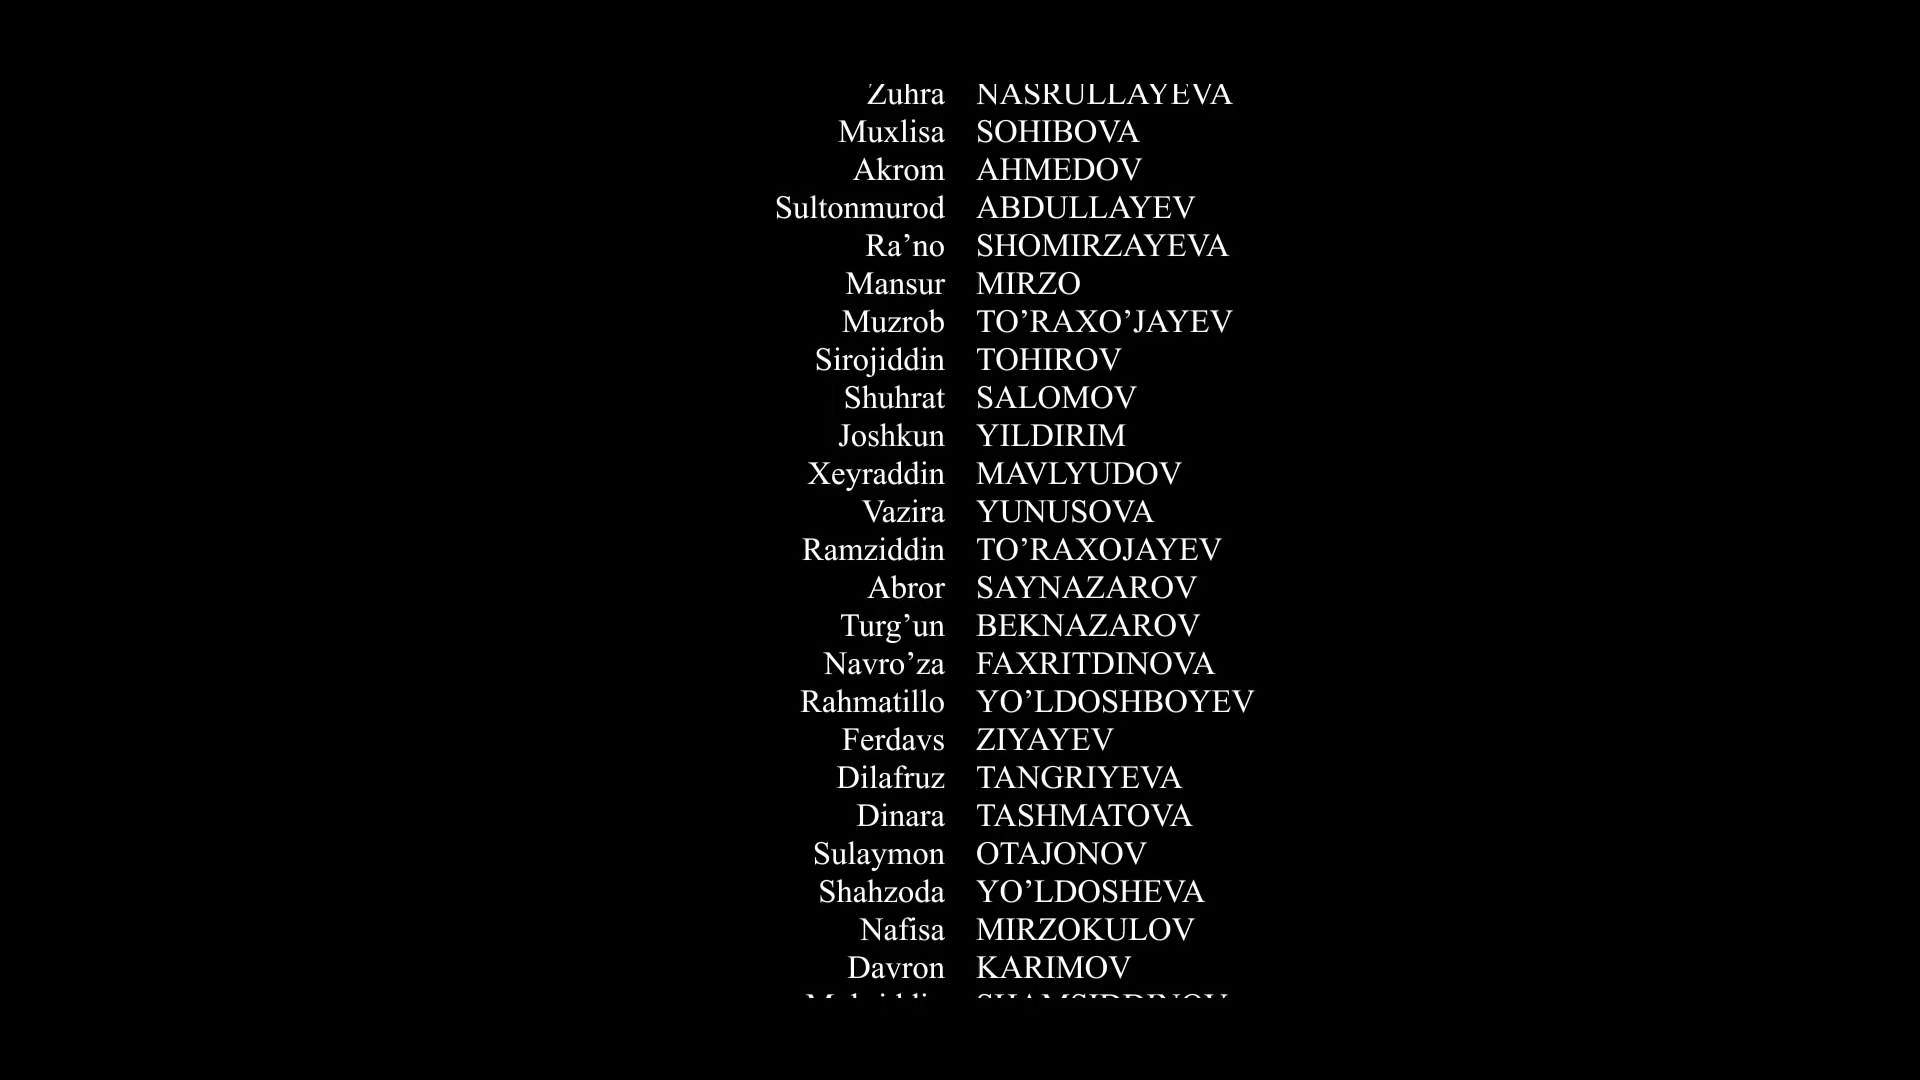 Zuhra NASRULLAYEVA
Muxlisa SOHIBOVA
Akrom AHMEDOV
Sultonmurod ABDULLAYEV
Ra’no SHOMIRZAYEVA
Mansur MIRZO
Muzrob TO’RAXO’JAYEV
Sirojiddin TOHIROV
Shuhrat SALOMOV
Joshkun YILDIRIM
Xeyraddin MAVLYUDOV
Vazira YUNUSOVA
Ramziddin TO’RAXOJAYEV
Abror SAYNAZAROV
Turg’un BEKNAZAROV
Navro’za FAXRITDINOVA
Rahmatillo YO’LDOSHBOYEV
Ferdavs ZIYAYEV
Dilafruz TANGRIYEVA
Dinara TASHMATOVA
Sulaymon OTAJONOV
Shahzoda YO’LDOSHEVA
Nafisa MIRZOKULOV
Davron KARIMOV